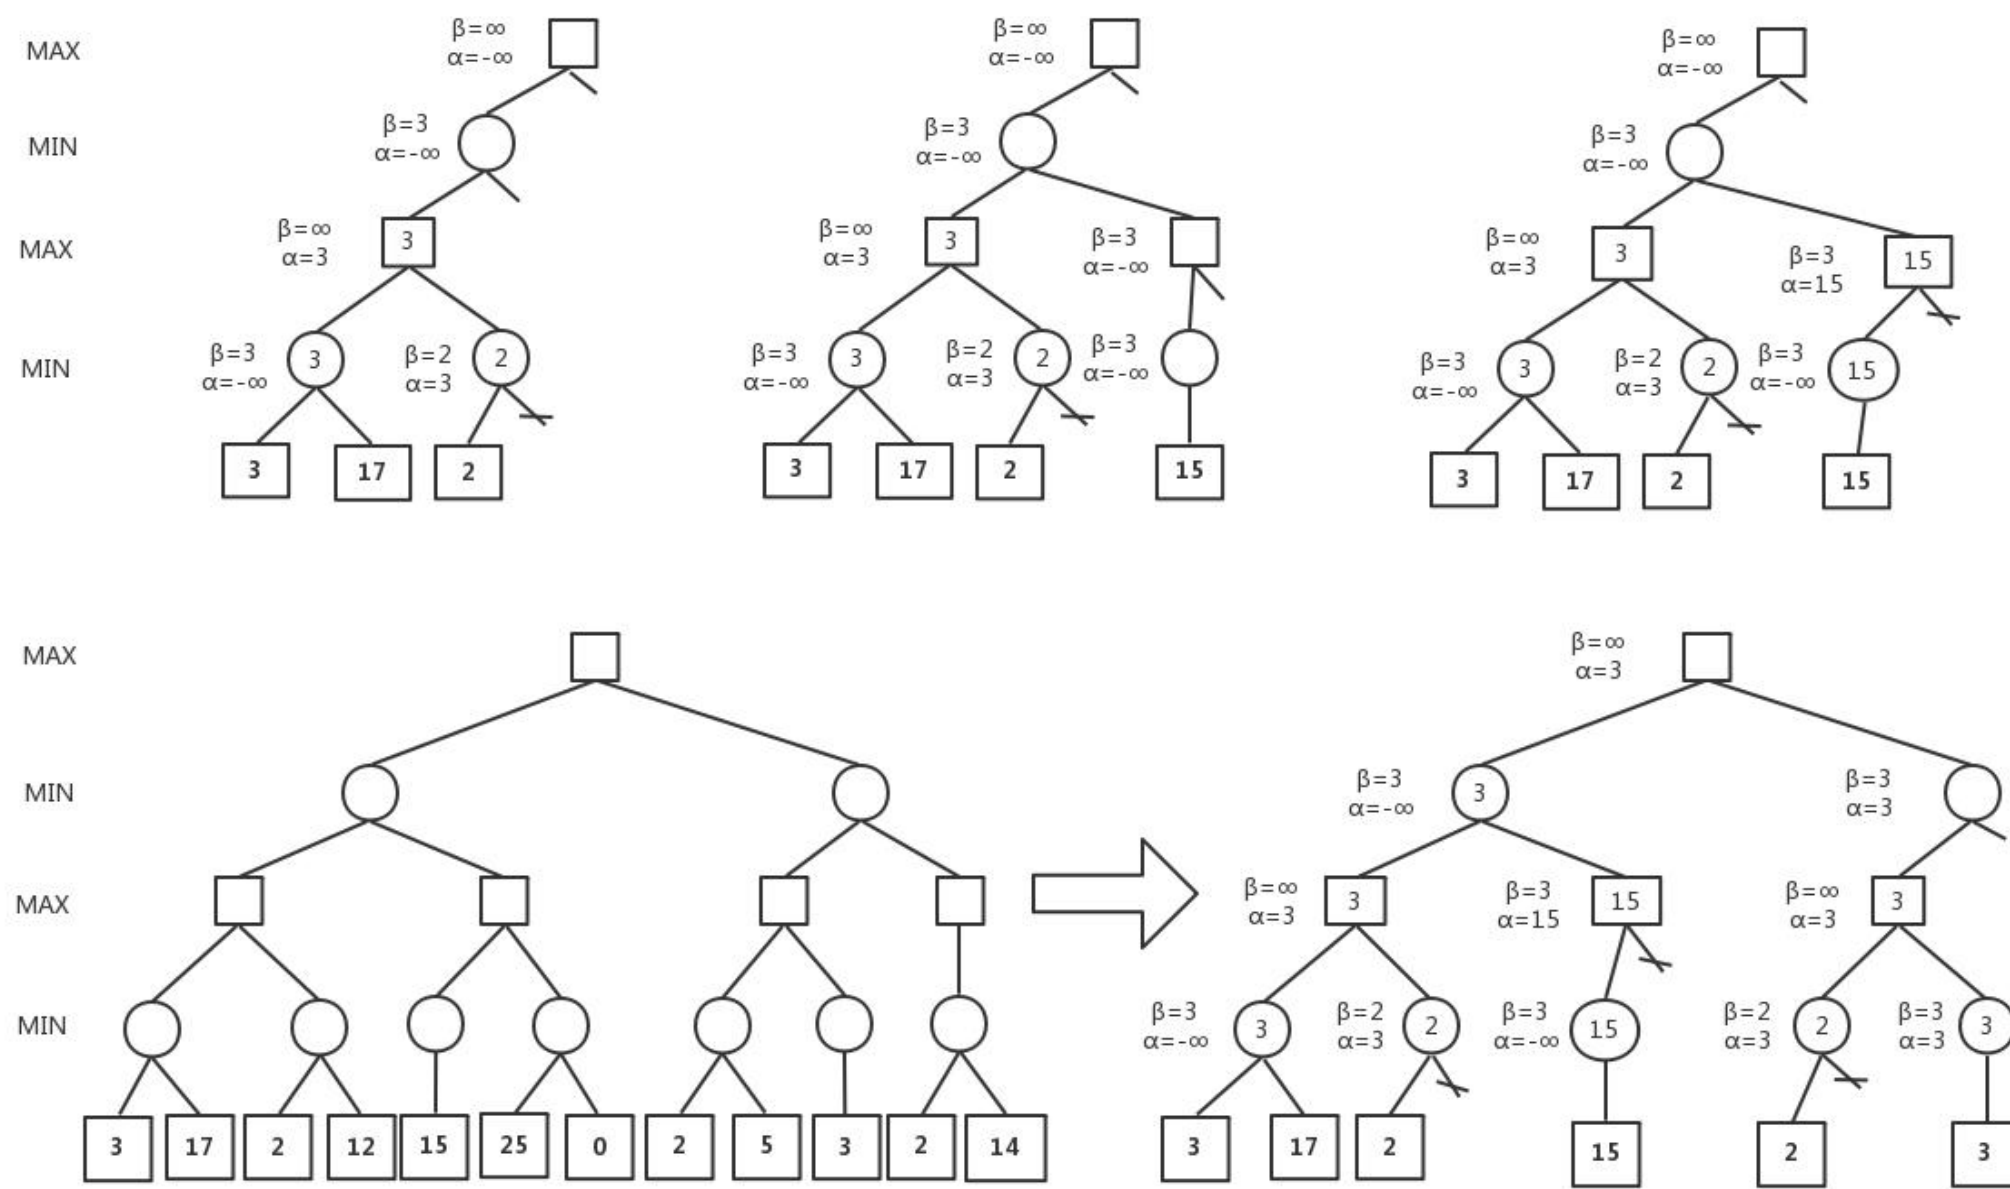 MAX
β=∞
α=-∞
β=∞
α=-∞
β=∞
α=-∞
MIN
β=3
α=-∞
β=3
α=-∞
β=3
α=-∞
MAX
β=∞
α=3
3
β=∞
α=3
3
β=3
α=-∞
β=∞
α=3
3
β=3
α=15
15
MIN
β=3
α=-∞
3
β=2
α=3
2
β=3
α=-∞
3
β=2
α=3
2
β=3
α=-∞
β=3
α=-∞
3
β=2
α=3
2
β=3
α=-∞
15
3 17 2
3 17 2 15
3 17 2 15
MAX
β=∞
α=3
MIN
β=3
α=-∞
3
β=3
α=3
MAX
β=∞
α=3
3
β=3
α=15
15
β=∞
α=3
3
MIN
β=3
α=-∞
3
β=2
α=3
2
β=3
α=-∞
15
β=2
α=3
2
β=3
α=3
3
3 17 2 12 15 25 0 2 5 3 2 14
3 17 2 15 2 3